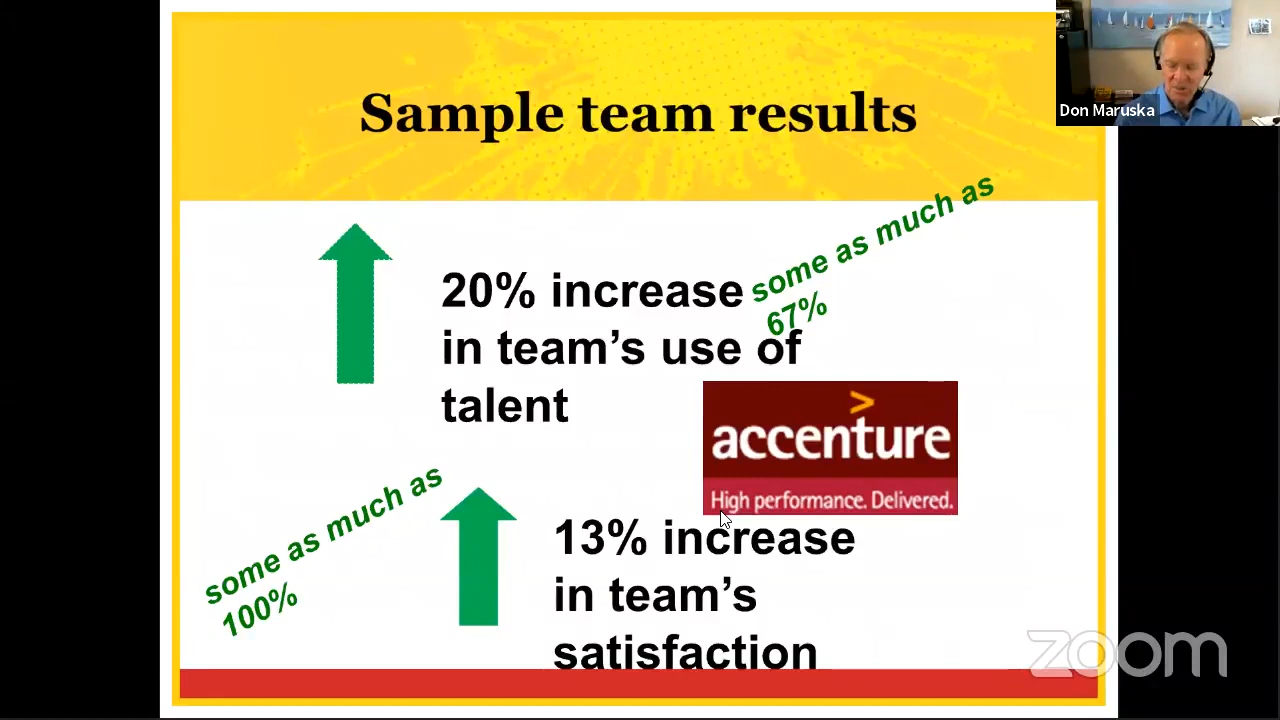 Don Maruska
Sample team results
some as much as
67%
20% increase
in team’s use of
talent
>
accenture
High performance. Delivered.
some as much as
100%
13% increase
in team’s
satisfaction
zoom